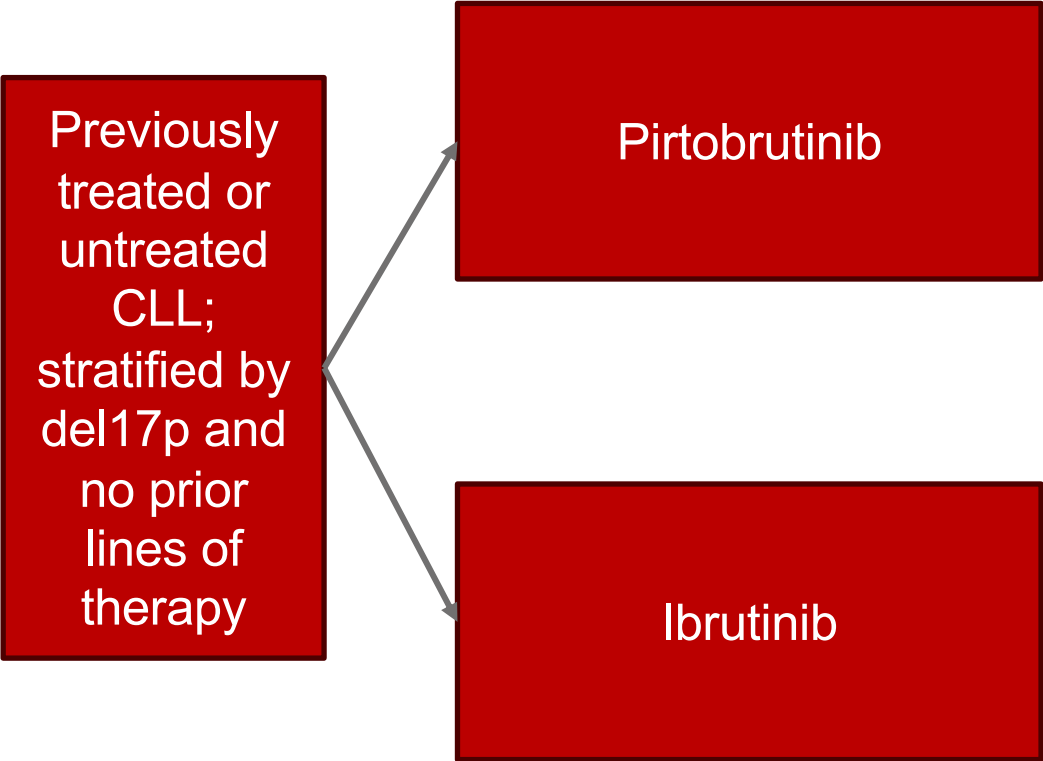 Previously
treated or
untreated
CLL;
stratified by
del17p and
no prior
lines of
therapy
Pirtobrutinib
Ibrutinib